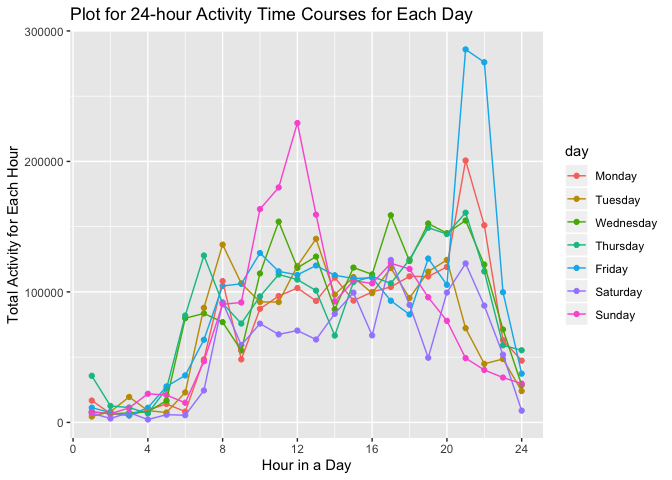 Plot for 24-hour Activity Time Courses for Each Day
Total Activity for Each Hour
300000
200000
100000
0
0 4 8 12 16 20 24
Hour in a Day
day
Monday
Tuesday
Wednesday
Thursday
Friday
Saturday
Sunday